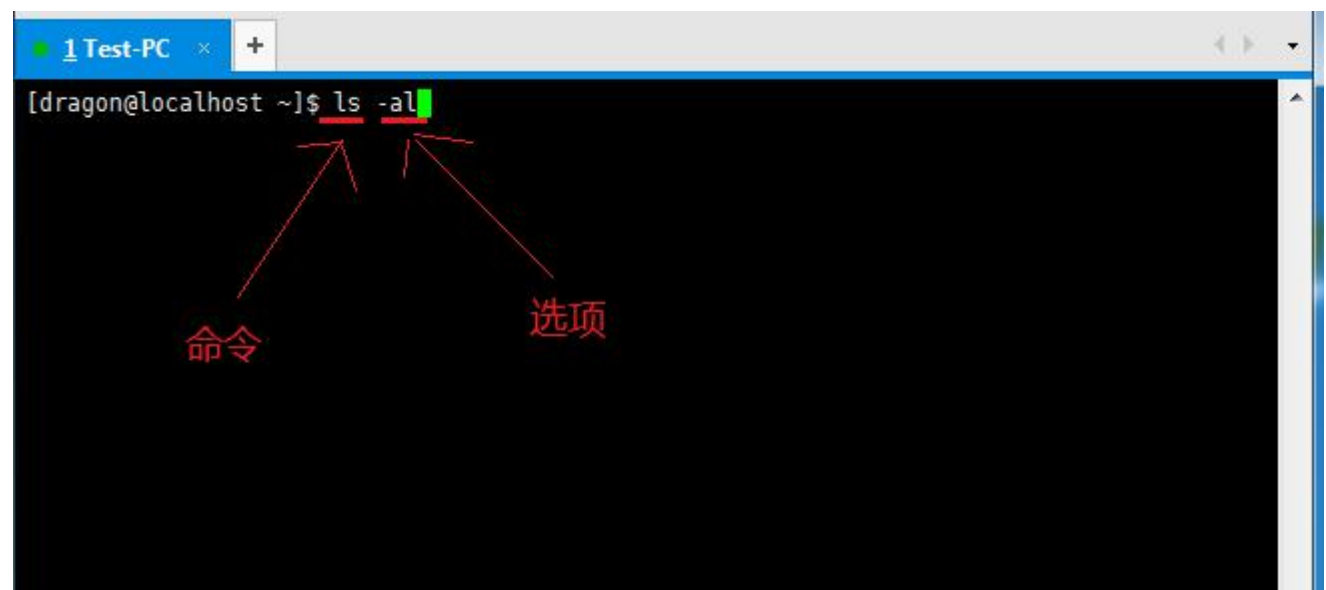 1 Test-PC × +
[dragon@localhost ~]$ ls -al
选项
命令